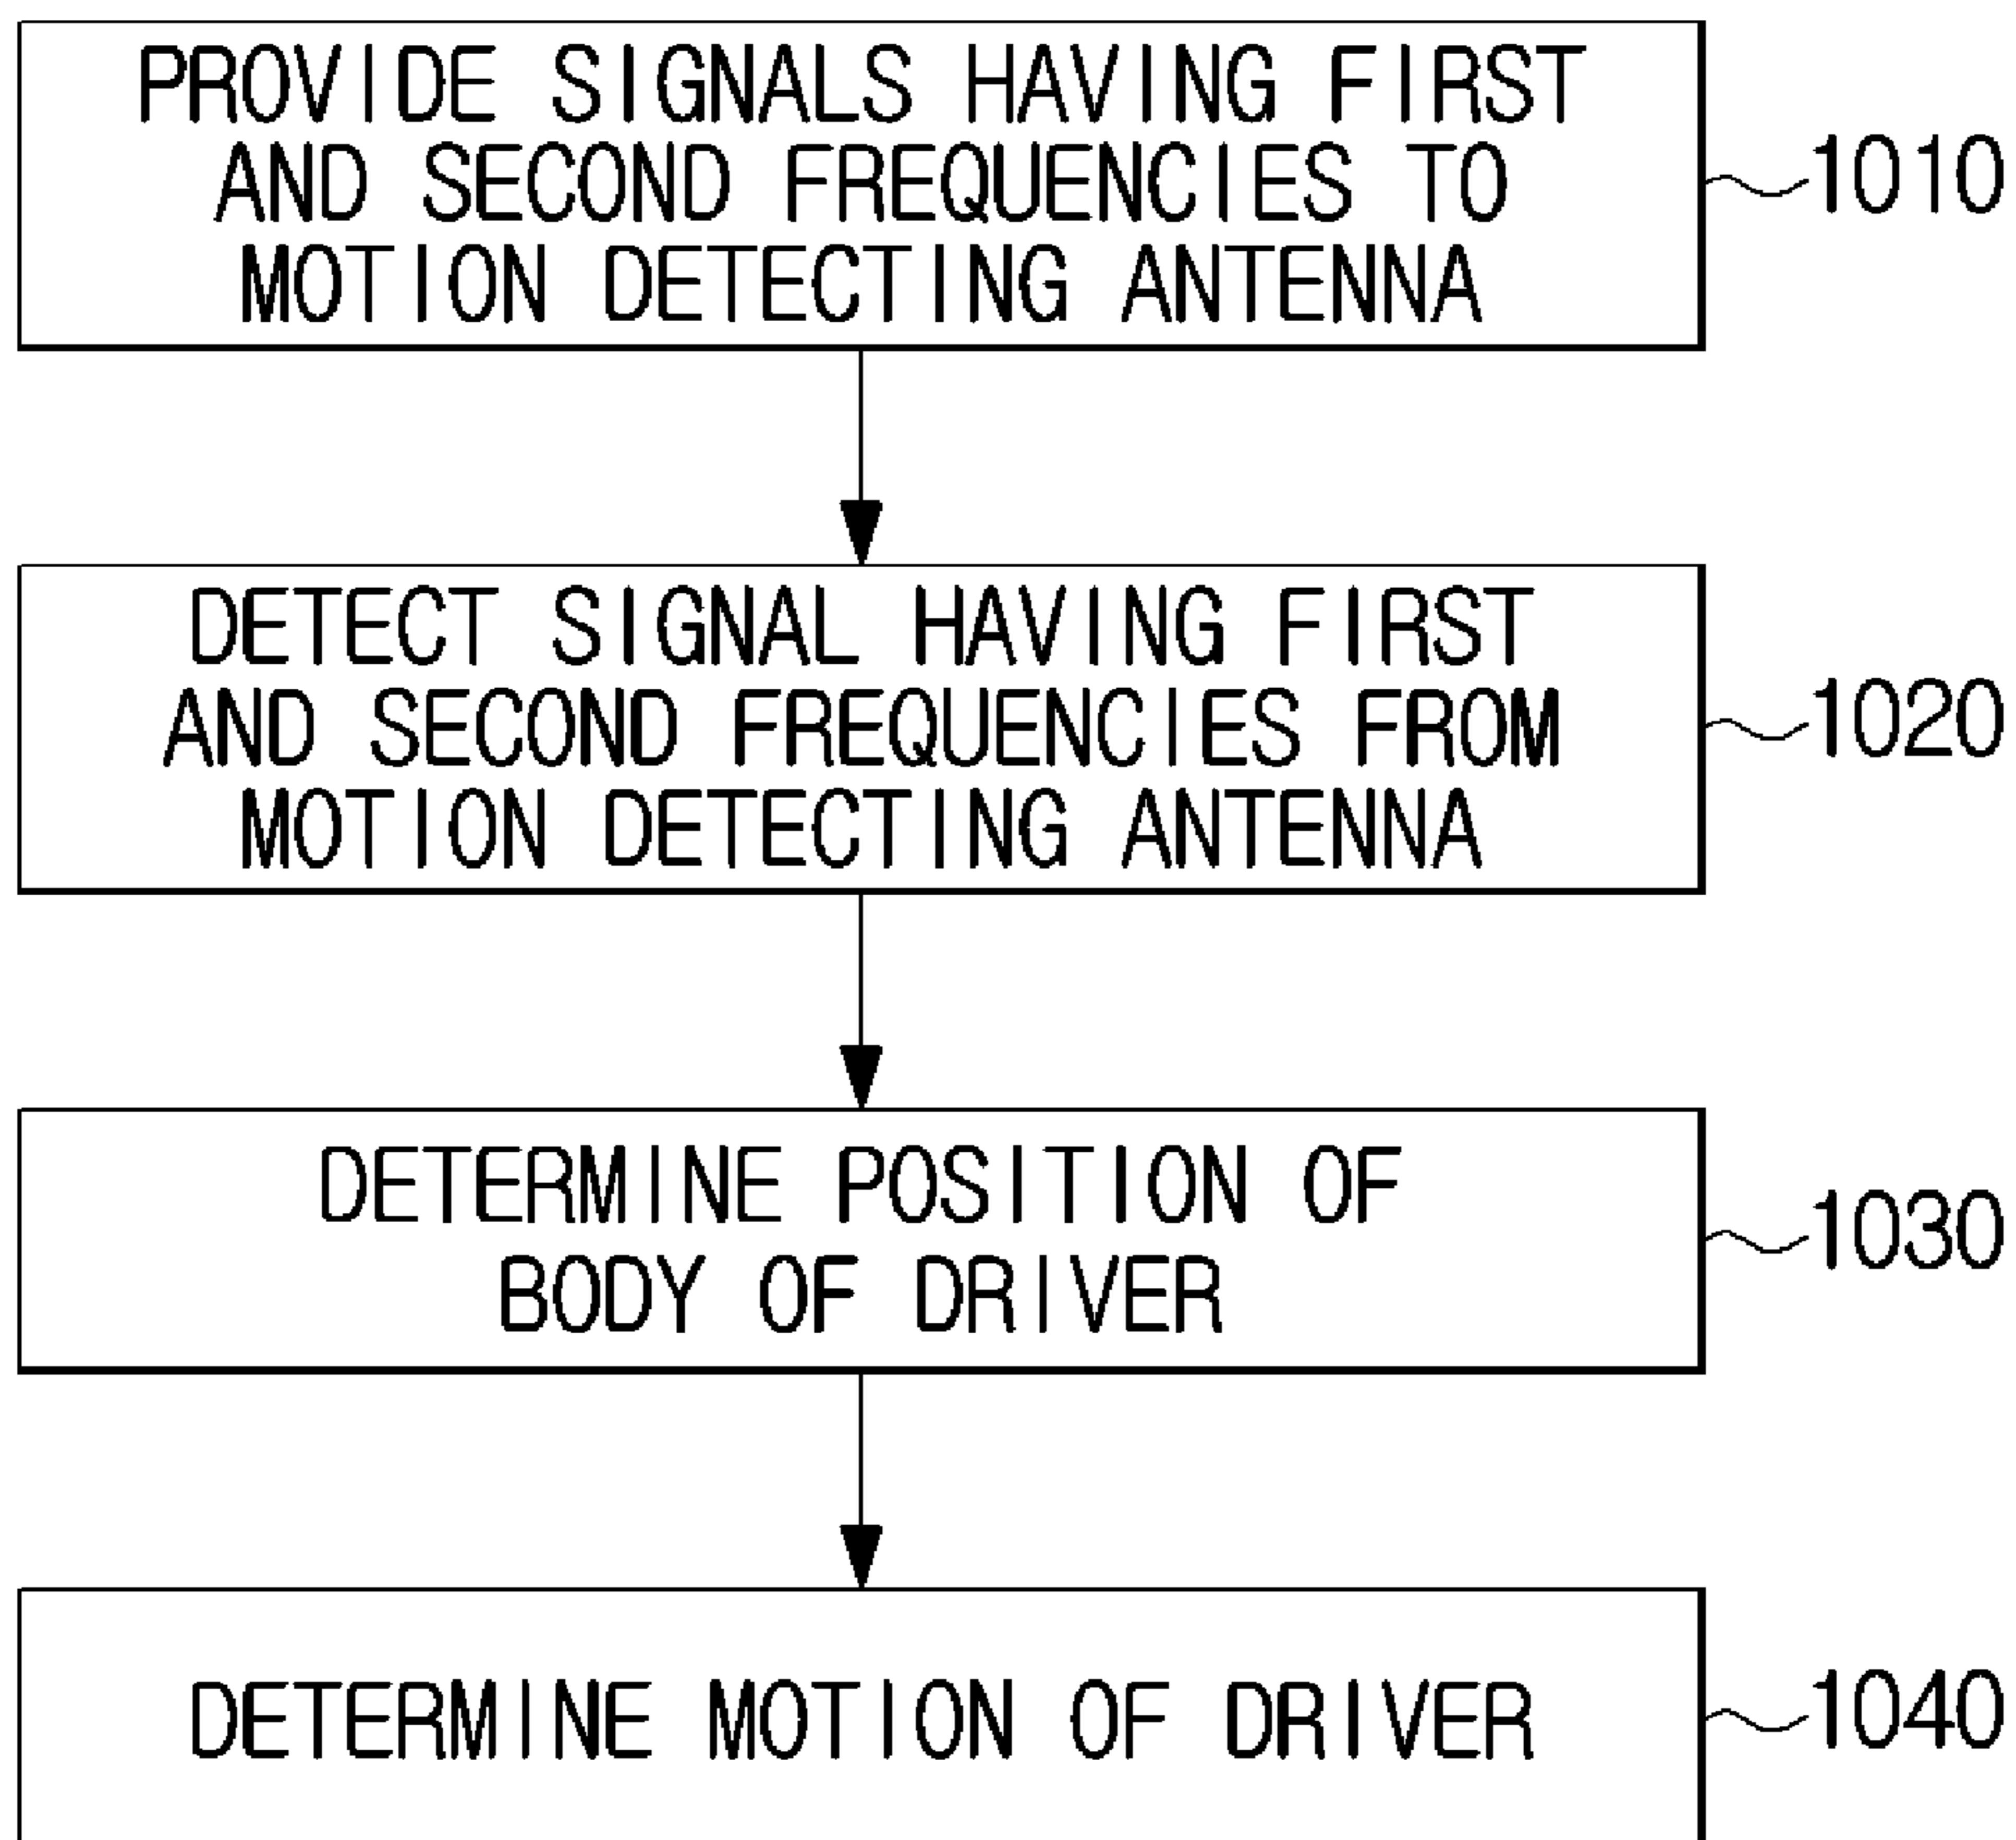 PROVIDE SIGNALS HAVING FIRST
AND SECOND FREQUENCIES TO
MOTION DETECTING ANTENNA
1010
DETECT SIGNAL HAVING FIRST
AND SECOND FREQUENCIES FROM
MOTION DETECTING ANTENNA
1020
DETERMINE POSITION OF
BODY OF DRIVER
1030
DETERMINE MOTION OF DRIVER
1040